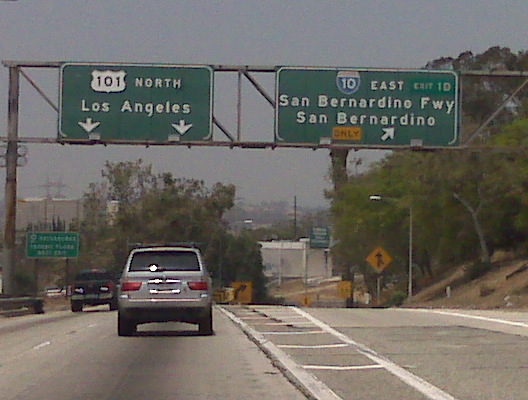 101 NORTH
Los Angeles
10 EAST EXIT 1D
San Bernardino Fwy
San Bernardino
ONLY